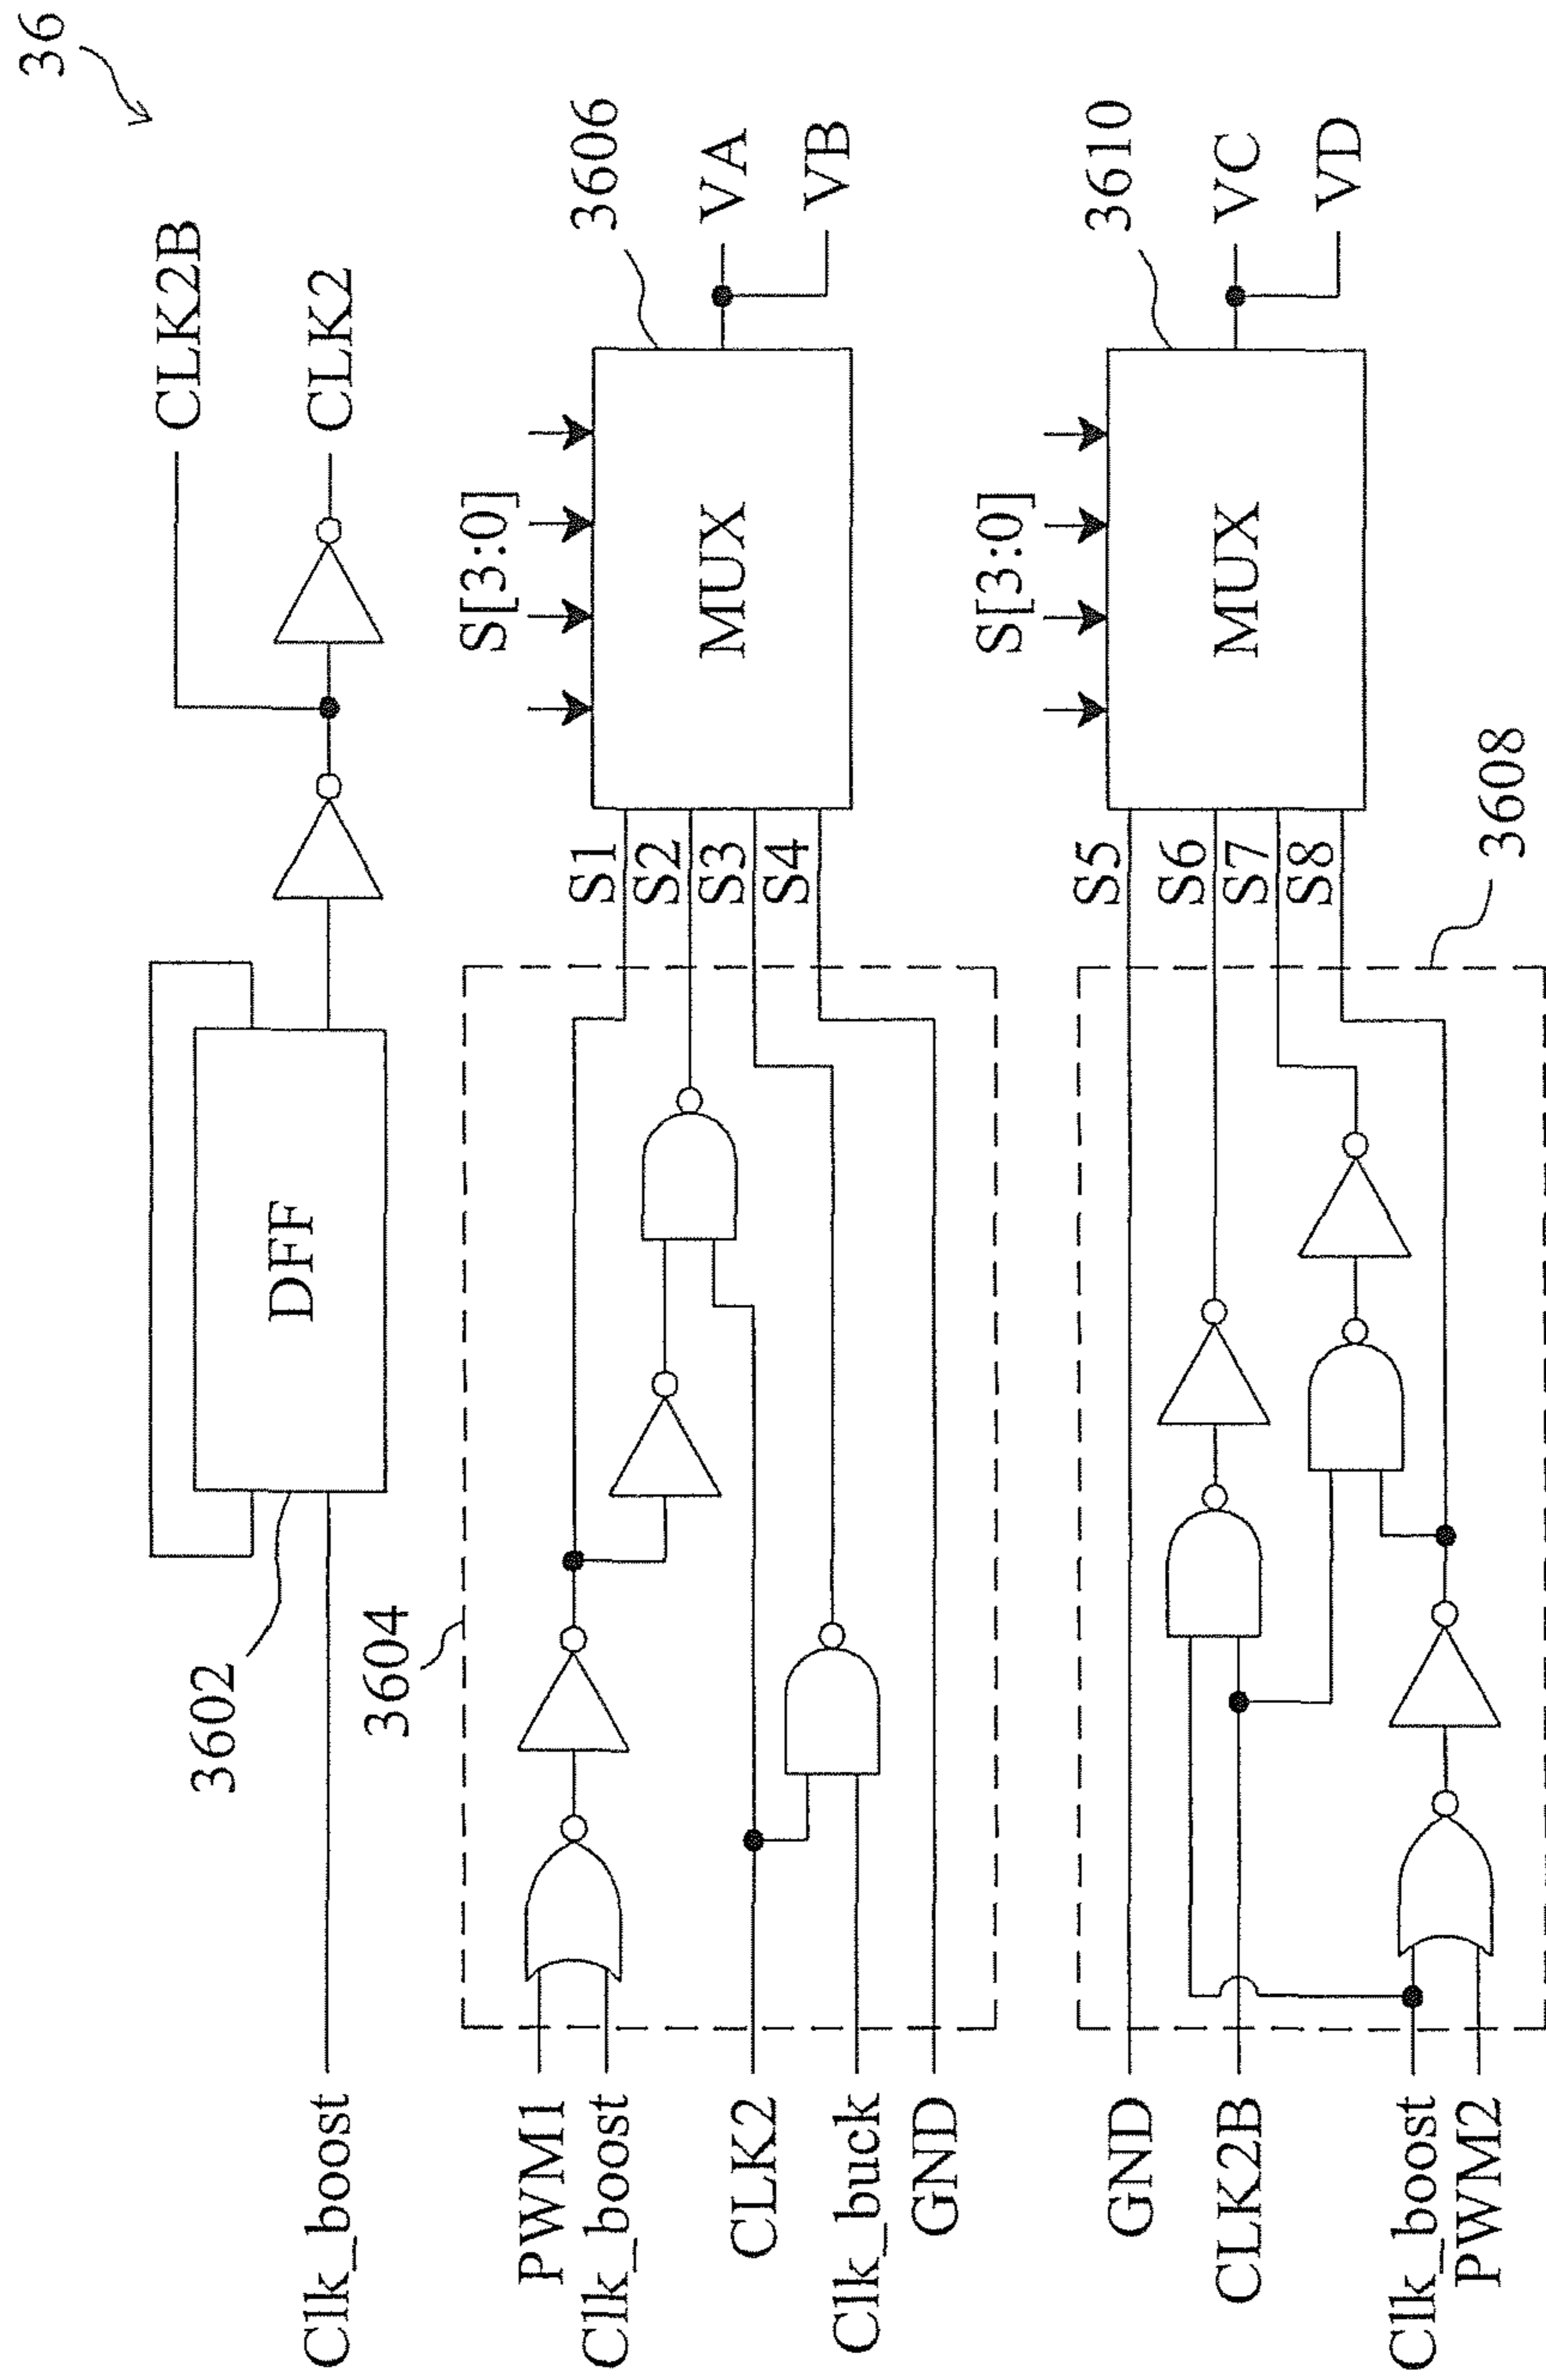 36
CLK2B
CLK2
Clk_boost
3602
DFF
3604
PWM1
Clk_boost
CLK2
Clk_buck
GND
S1
S2
S3
S4
S[3:0]
MUX
3606
VA
VB
GND
CLK2B
Clk_boost
PWM2
S5
S6
S7
S8
3608
S[3:0]
MUX
3610
VC
VD